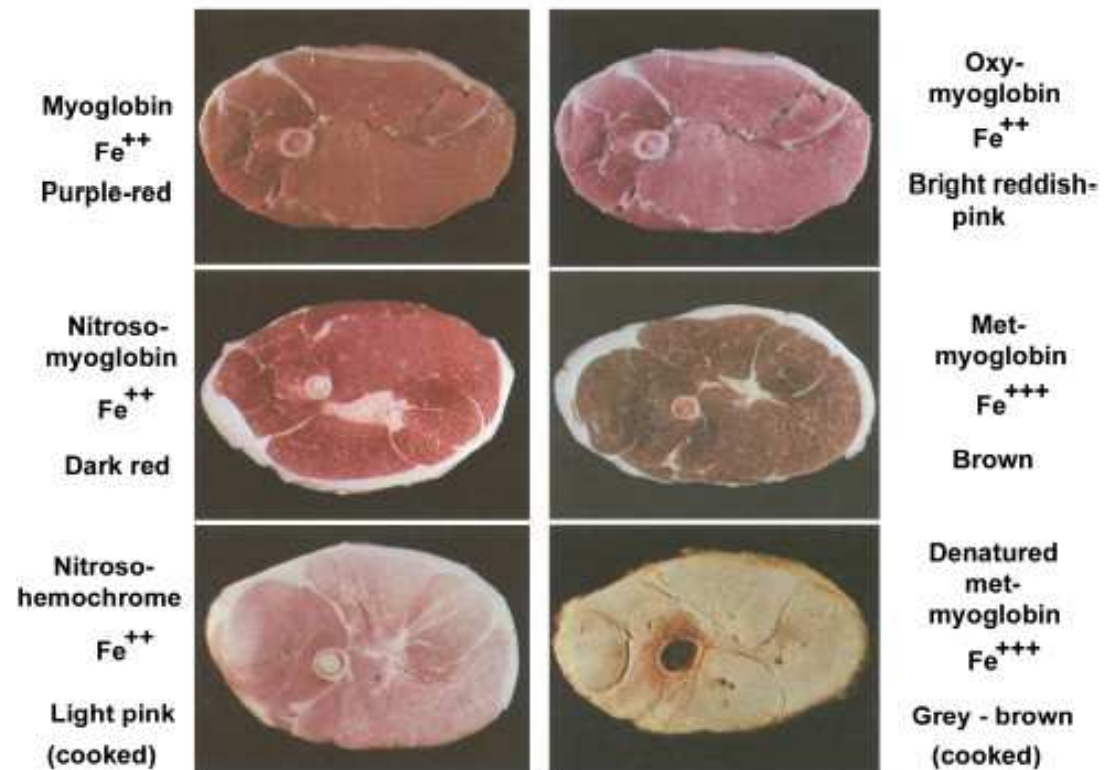 Myoglobin
Fe++
Purple-red
Oxy-
myoglobin
Fe++
Bright reddish-
pink
Nitroso-
myoglobin
Fe++
Dark red
Met-
myoglobin
Fe+++
Brown
Nitroso-
hemochrome
Fe++
Light pink
(cooked)
Denatured
met-
myoglobin
Fe+++
Grey - brown
(cooked)